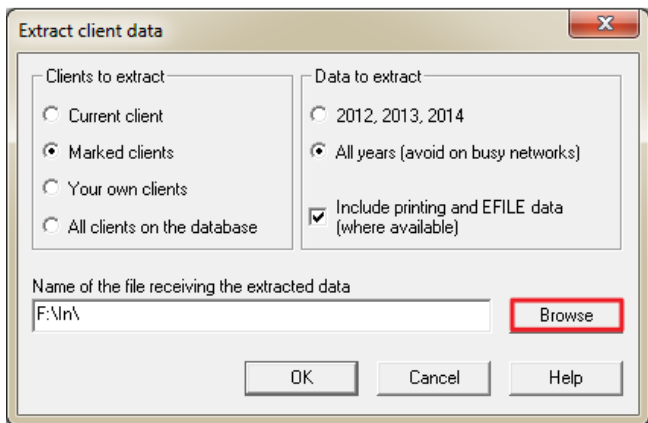 Extract client data
Clients to extract
Current client
Marked clients
Your own clients
All clients on the database
Data to extract
2012, 2013, 2014
All years (avoid on busy networks)
Include printing and EFILE data
(where available)
Name of the file receiving the extracted data
F:\In\
Browse
OK
Cancel
Help